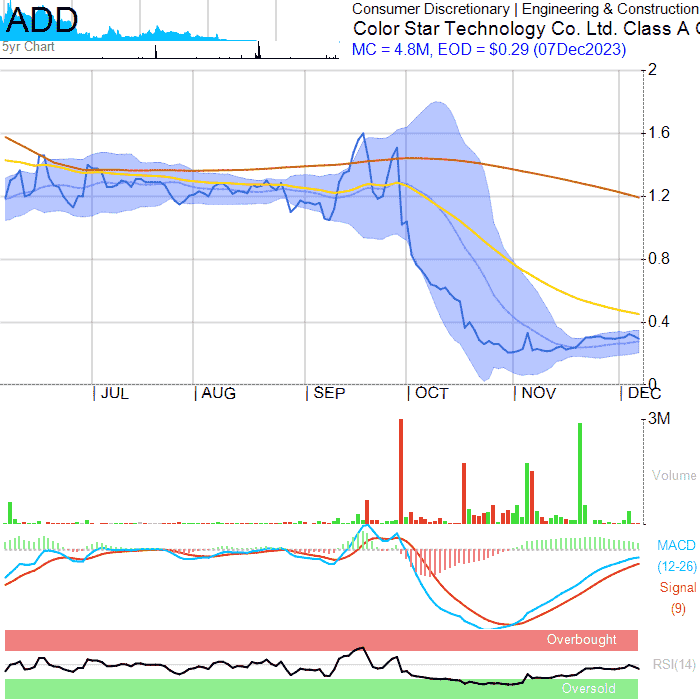 ADD
5yr Chart
Consumer Discretionary | Engineering & Construction
Color Star Technology Co. Ltd. Class A
MC = 4.8M, EOD = $0.29 (07Dec2023)
2
1.6
1.2
0.8
0.4
0
JUL AUG SEP OCT NOV DEC
3M
Volume
MACD
(12-26)
Signal
(9)
Overbought
RSI(14)
Oversold